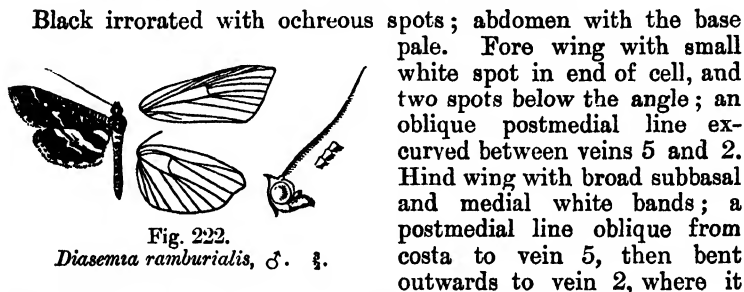 Black irrorated with ochreous spots; abdomen with the base
pale. Fore wing with small
white spot in end of cell, and
two spots below the angle; an
oblique postmedial line ex-
curved between veins 5 and 2.
Hind wing with broad subbasal
and medial white bands; a
postmedial line oblique from
costa to vein 5, then bent
outwards to vein 2, where it
Fig. 222.
Diasemia ramburialis, ♂.